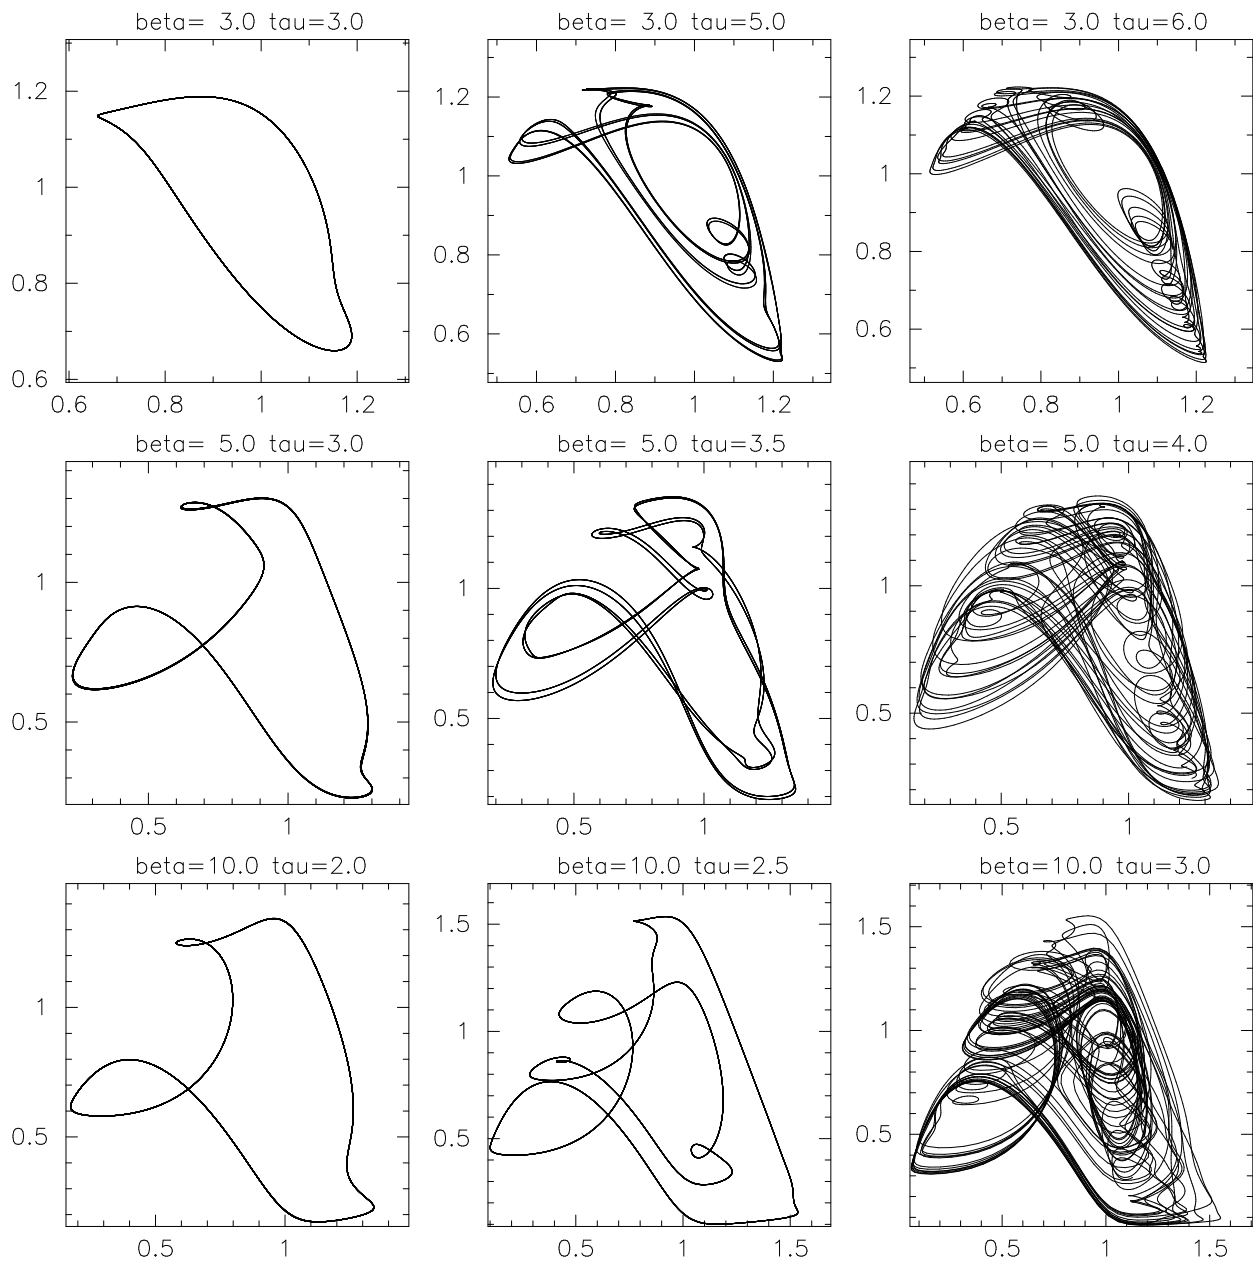 beta= 3.0 tau=3.0
beta= 3.0 tau=5.0
beta= 3.0 tau=6.0
1.2
1
0.8
0.6
0.6 0.8 1 1.2
1.2
1
0.8
0.6
0.6 0.8 1 1.2
1.2
1
0.8
0.6
0.6 0.8 1 1.2
beta= 5.0 tau=3.0
beta= 5.0 tau=3.5
beta= 5.0 tau=4.0
1
0.5
0.5 1
1
0.5
0.5 1
1
0.5
0.5 1
beta=10.0 tau=2.0
beta=10.0 tau=2.5
beta=10.0 tau=3.0
1
0.5
0.5 1
1.5
1
0.5
0.5 1 1.5
1.5
1
0.5
0.5 1 1.5